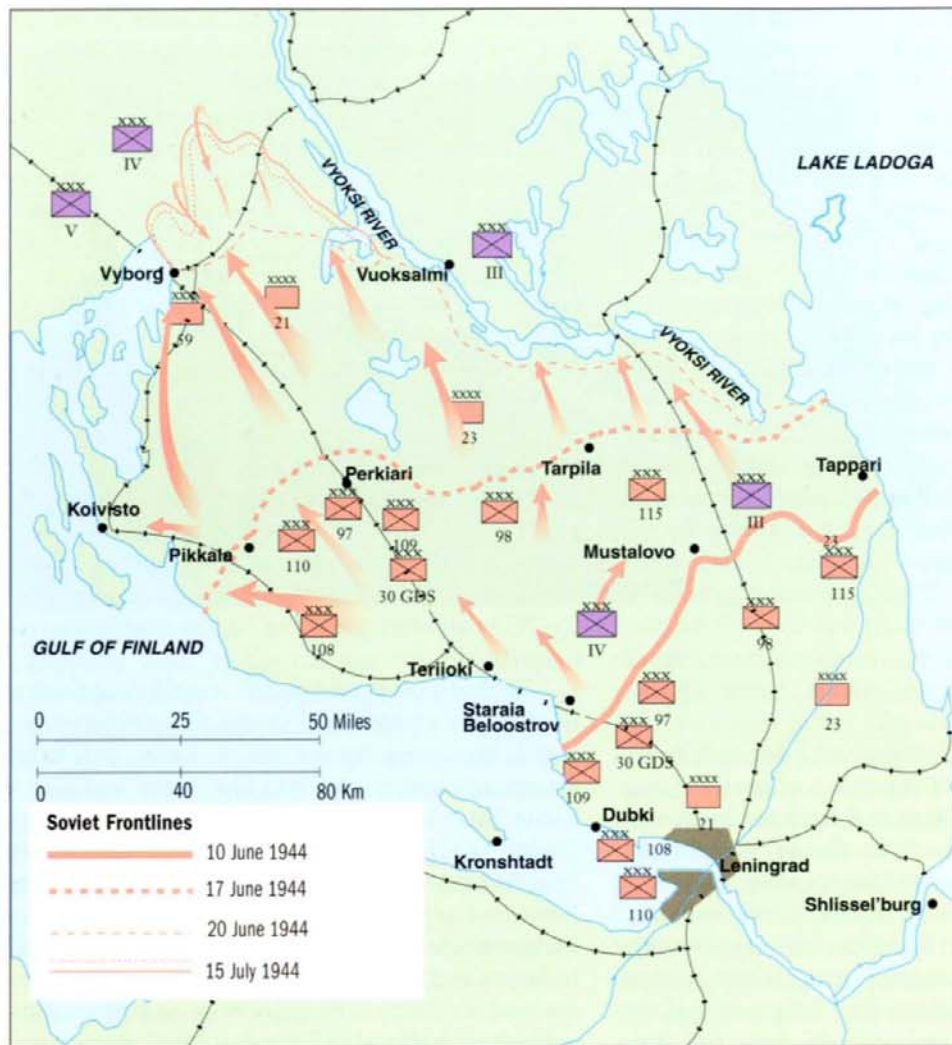 XXX
IV
XXX
V
VYOKSI RIVER
LAKE LADOGA
XXX
III
Vyborg
Vuoksalmi
XXXX
59
XXXX
21
VYOKSI RIVER
XXXX
23
Perkiari
Tarpila
Tappari
XXX
97
XXX
109
XXX
98
XXX
115
XXX
III
Koivisto
Pikkala
XXX
110
Mustalovo
23
XXX
115
XXX
30 GDS
XXX
108
XXX
IV
XXX
98
GULF OF FINLAND
Teriioki
Staraia
Beloostrov
XXX
97
XXXX
23
XXX
30 GDS
0 25 50 Miles
0 40 80 Km
XXX
109
XXXX
21
Soviet Frontlines
10 June 1944
17 June 1944
20 June 1944
15 July 1944
Dubki
Kronshtadt
XXX
108
Leningrad
XXX
110
Shlissel'burg